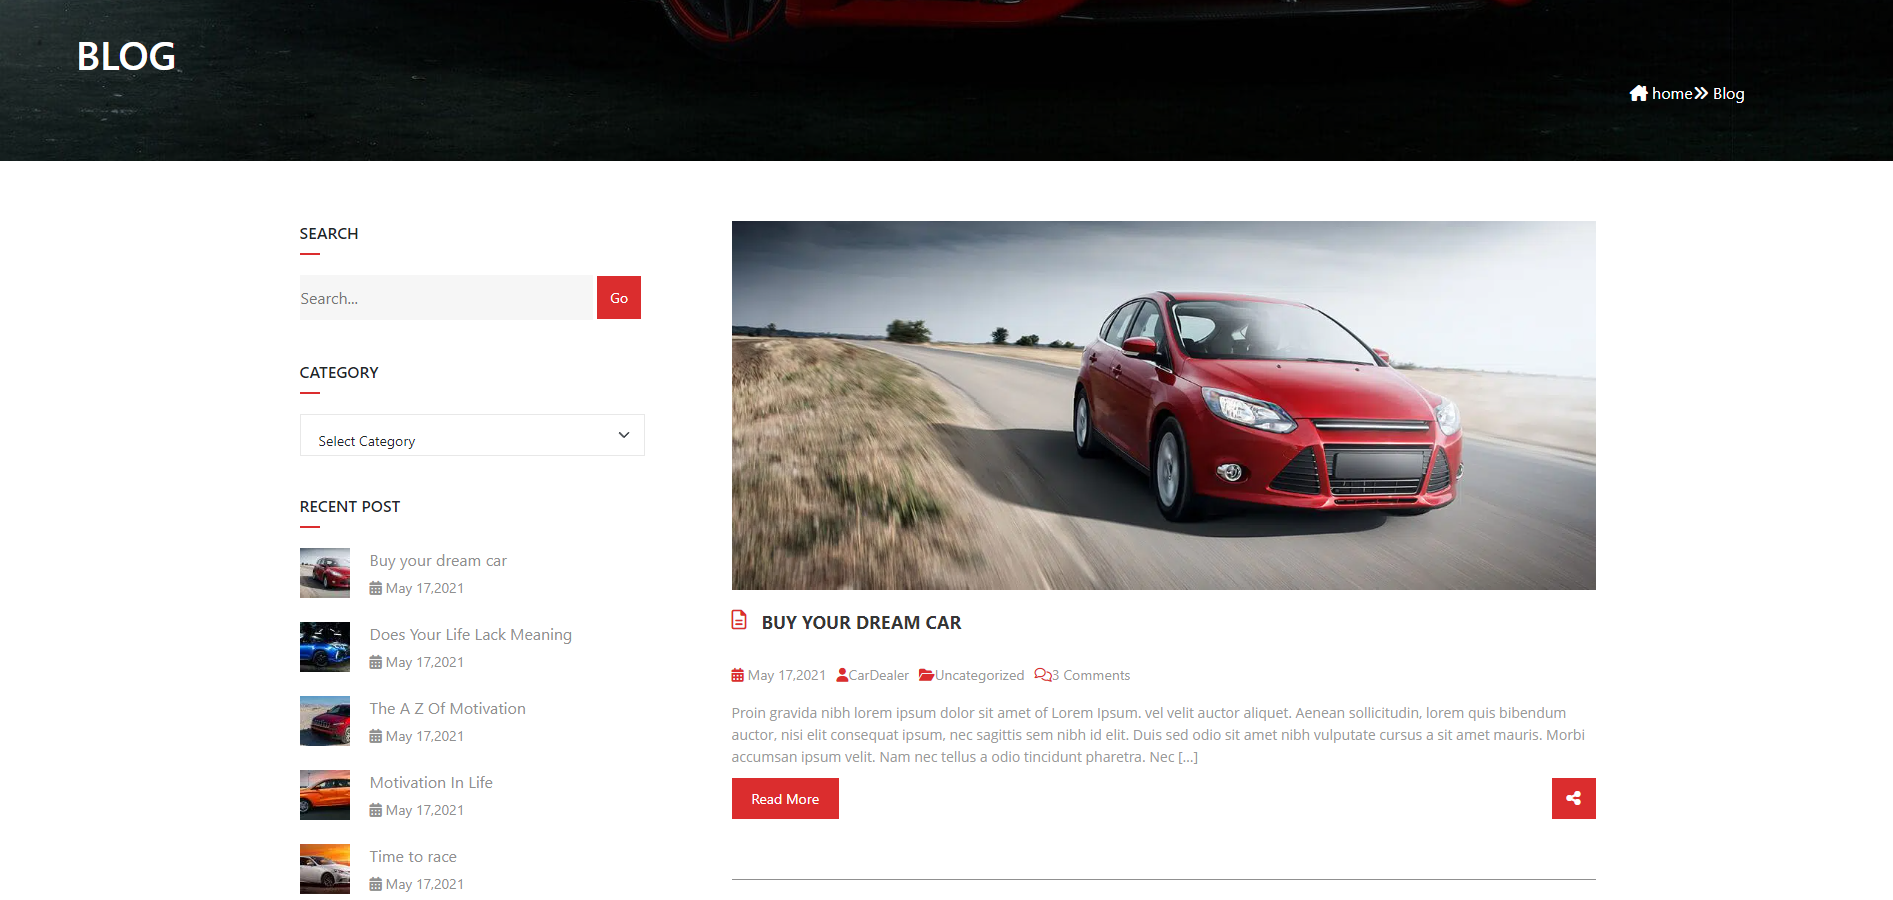 BLOG
home Blog
SEARCH
Search...
Go
CATEGORY
Select Category
RECENT POST
Buy your dream car
May 17,2021
Does Your Life Lack Meaning
May 17,2021
The A Z Of Motivation
May 17,2021
Motivation In Life
May 17,2021
Time to race
May 17,2021
BUY YOUR DREAM CAR
May 17,2021 CarDealer Uncategorized 3 Comments
Proin gravida nibh lorem ipsum dolor sit amet of Lorem Ipsum. vel velit auctor aliquet. Aenean sollicitudin, lorem quis bibendum
auctor, nisi elit consequat ipsum, nec sagittis sem nibh id elit. Duis sed odio sit amet nibh vulputate cursus a sit amet mauris. Morbi
accumsan ipsum velit. Nam nec tellus a odio tincidunt pharetra. Nec [...]
Read More